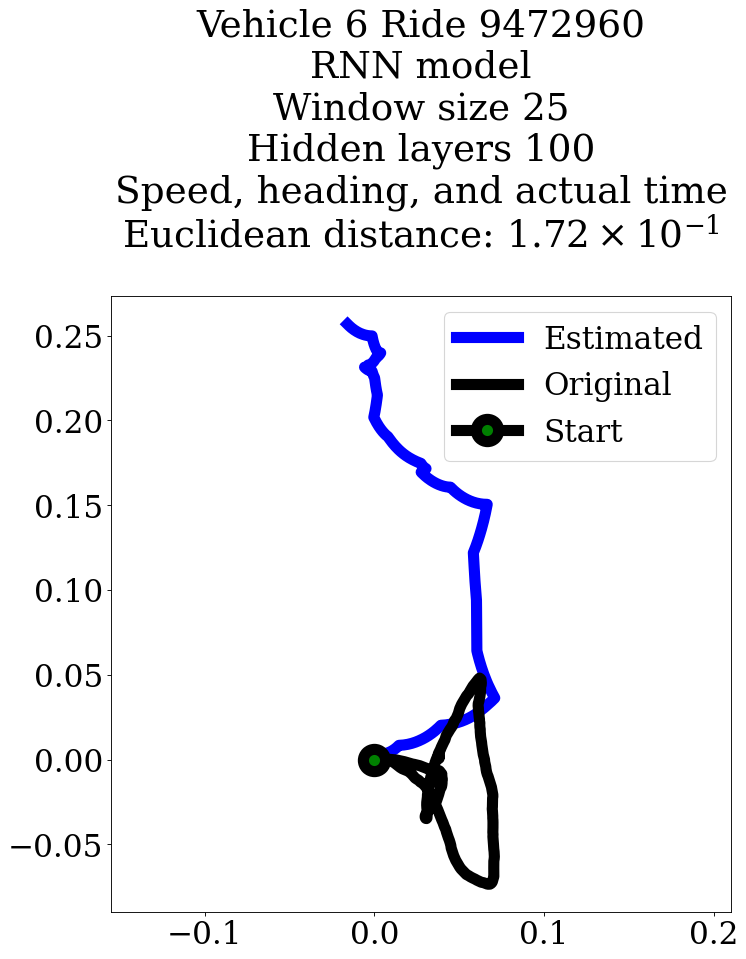 Vehicle 6 Ride 9472960
RNN model
Window size 25
Hidden layers 100
Speed, heading, and actual time
Euclidean distance: 1.72 × 10⁻¹
Estimated
Original
Start
0.25
0.20
0.15
0.10
0.05
0.00
−0.05
−0.1 0.0 0.1 0.2